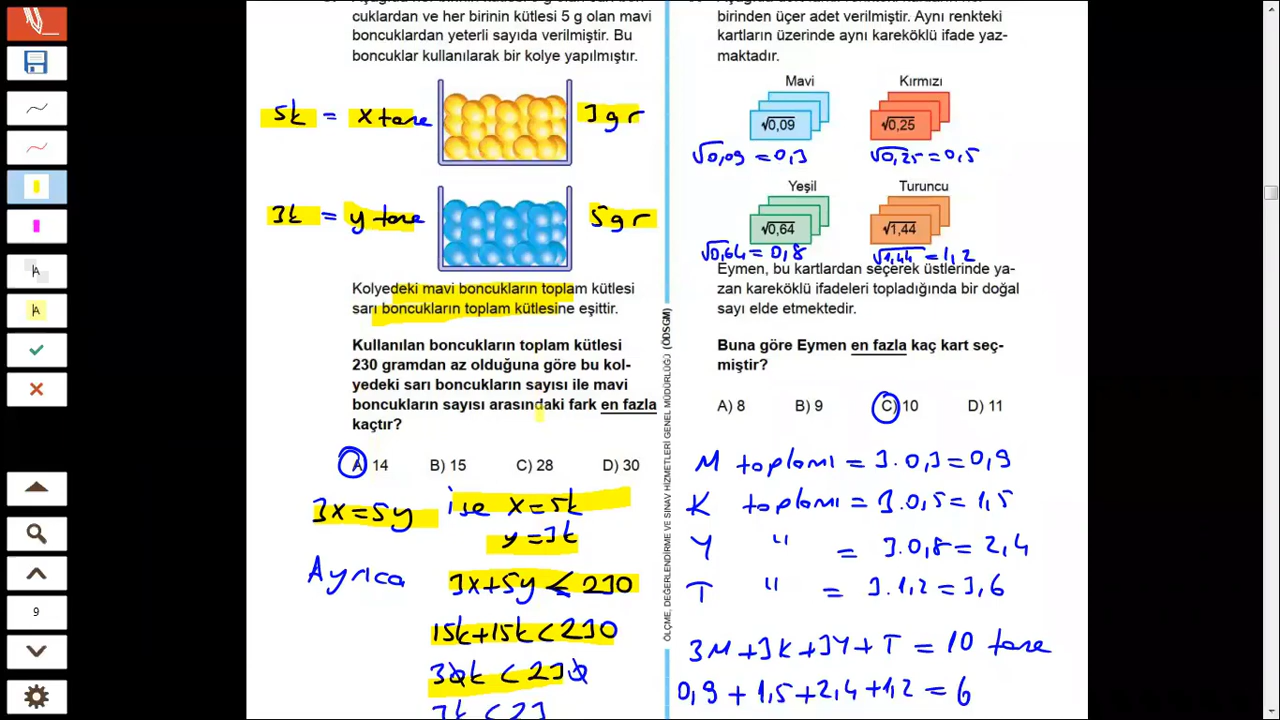 cuklardan ve her birinin kütlesi 5 g olan mavi
boncuklardan yeterli sayıda verilmiştir. Bu
boncuklar kullanılarak bir kolye yapılmıştır.
5k = x tane
3gr
3k = y tane
5gr
Kolyedeki mavi boncukların toplam kütlesi
sarı boncukların toplam kütlesine eşittir.
Kullanılan boncukların toplam kütlesi
230 gramdan az olduğuna göre bu kol-
yedeki sarı boncukların sayısı ile mavi
boncukların sayısı arasındaki fark en fazla
kaçtır?
A) 14 B) 15 C) 28 D) 30
3x=5y ise x=5k
y=3k
Ayrıca 3x+5y < 230
15k+15k<230
30k < 230
3k < 23
ÖLÇME, DEĞERLENDİRME VE SINAV HİZMETLERİ GENEL MÜDÜRLÜĞÜ (ÖDSGM)
birinden üçer adet verilmiştir. Aynı renkteki
kartların üzerinde aynı kareköklü ifade yaz-
maktadır.
Mavi Kırmızı
√0,09 √0,25
√0,09 = 0,3 √0,25 = 0,5
Yeşil Turuncu
√0,64 √1,44
√0,64 = 0,8 √1,44 = 1,2
Eymen, bu kartlardan seçerek üstlerinde ya-
zan kareköklü ifadeleri topladığında bir doğal
sayı elde etmektedir.
Buna göre Eymen en fazla kaç kart seç-
miştir?
A) 8 B) 9 C) 10 D) 11
M toplamı = 3.0,3=0,9
K toplamı = 3.0,5=1,5
Y " = 3.0,8=2,4
T " = 3.1,2=3,6
3M+3K+3Y+T = 10 tane
0,9+1,5+2,4+1,2=6
A
A
9